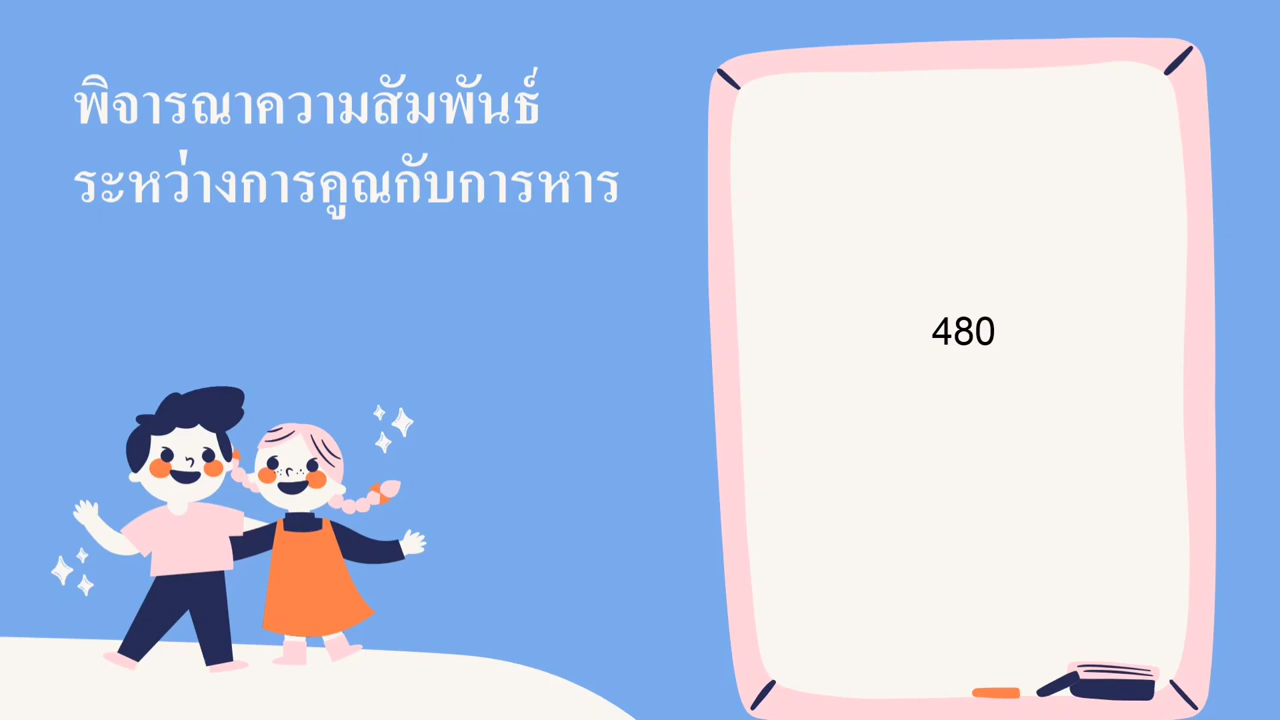 พิจารณาความสัมพันธ์
ระหว่างการคูณกับการหาร
480